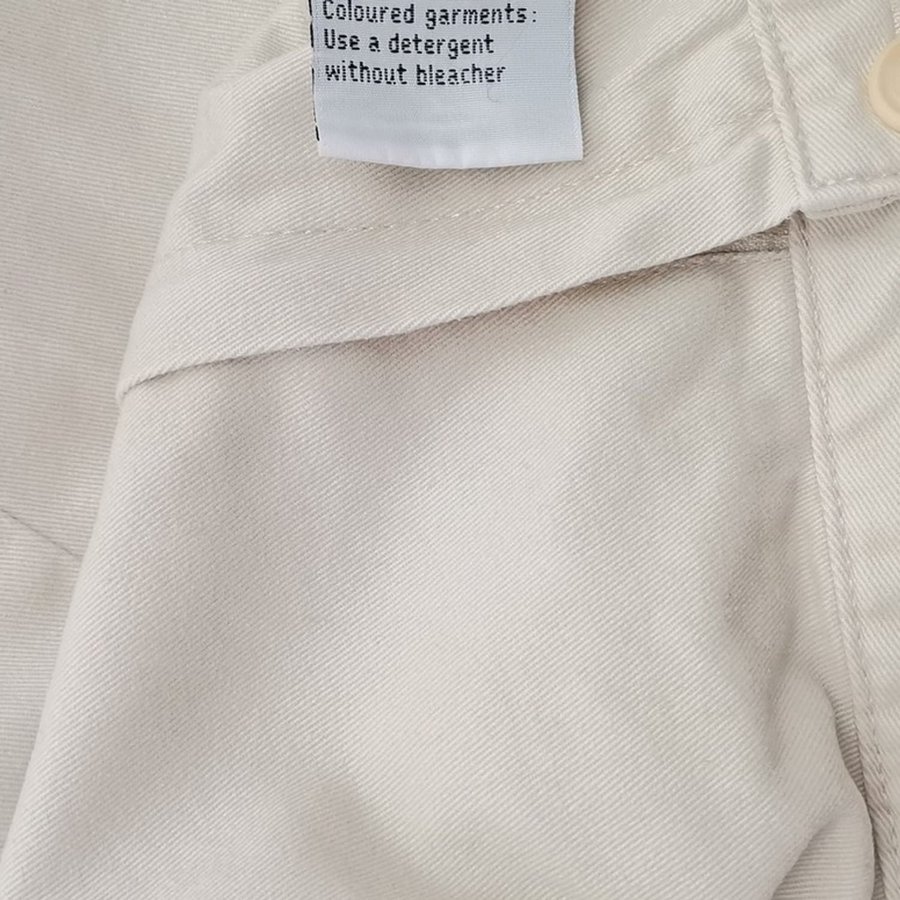 Coloured garments:
Use a detergent
without bleacher